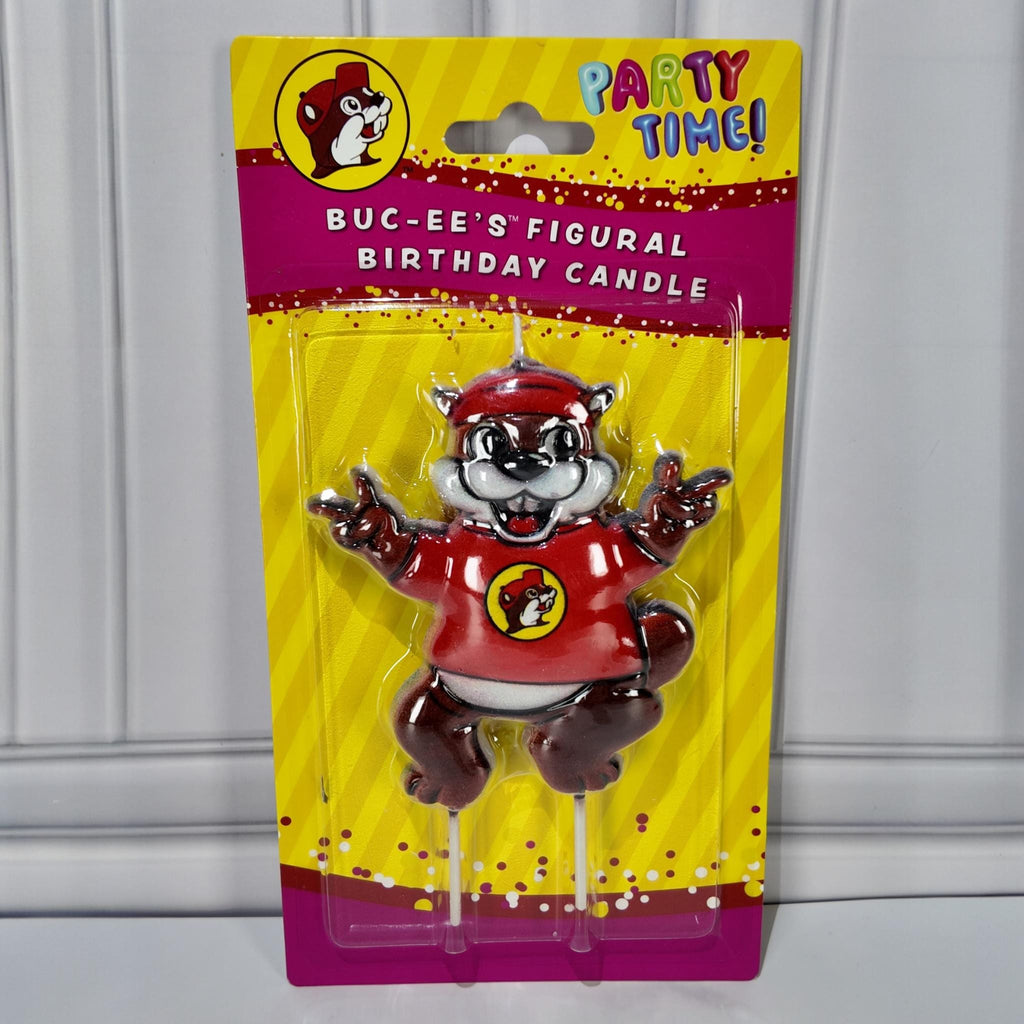 PARTY
TIME!
BUC-EE'S™ FIGURAL
BIRTHDAY CANDLE